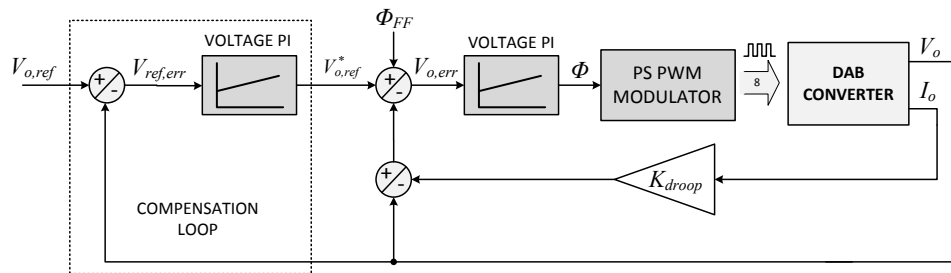 Φ_FF
VOLTAGE PI
VOLTAGE PI
V_o,ref
+
-
V_ref,err
V*_o,ref
+
-
V_o,err
Φ
PS PWM
MODULATOR
8
DAB
CONVERTER
V_o
I_o
+
-
K_droop
COMPENSATION
LOOP